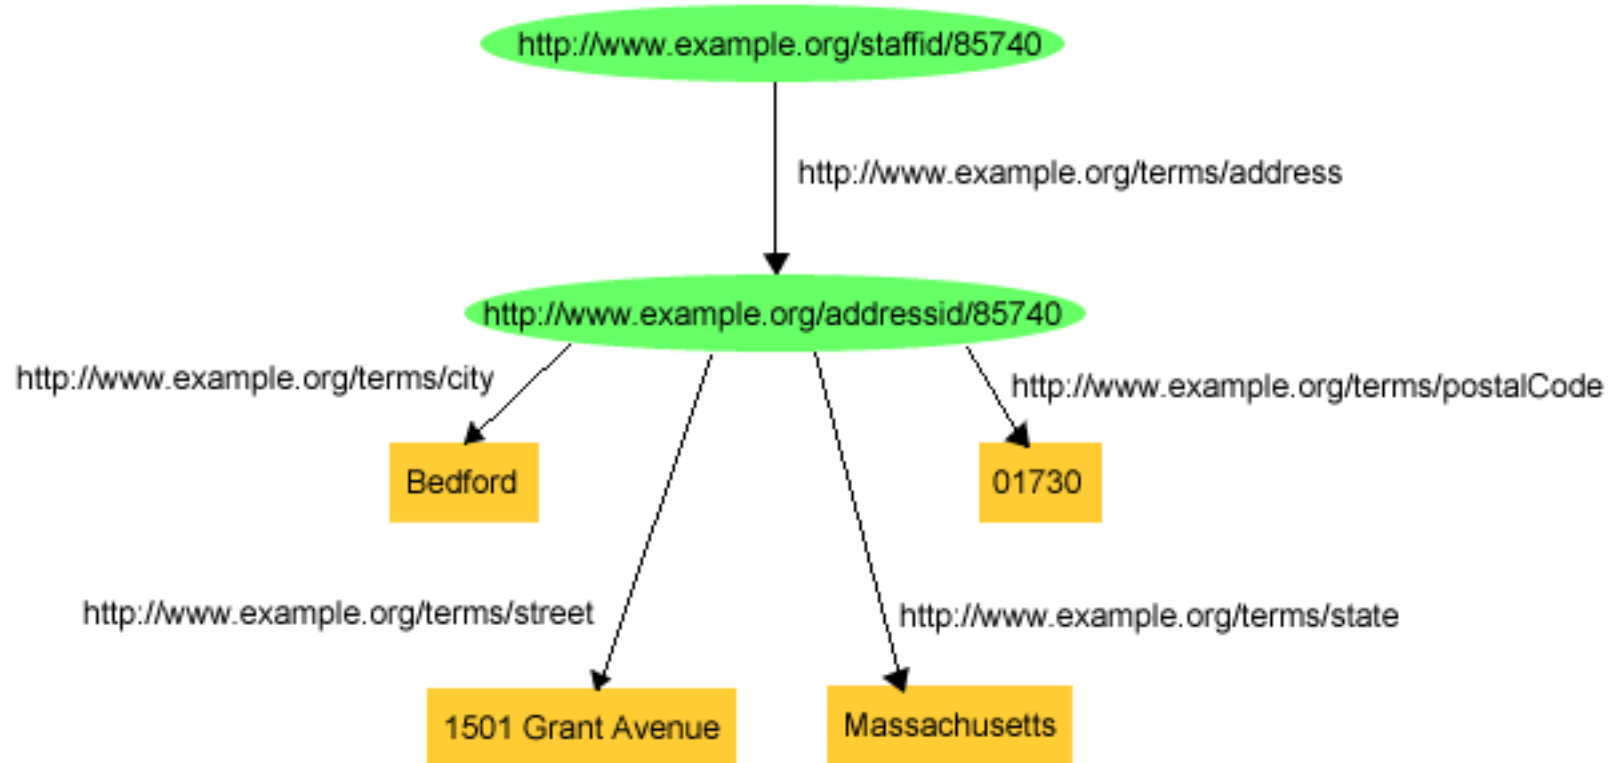 http://www.example.org/staffid/85740
http://www.example.org/terms/address
http://www.example.org/addressid/85740
http://www.example.org/terms/city
http://www.example.org/terms/postalCode
Bedford
01730
http://www.example.org/terms/street
http://www.example.org/terms/state
1501 Grant Avenue
Massachusetts